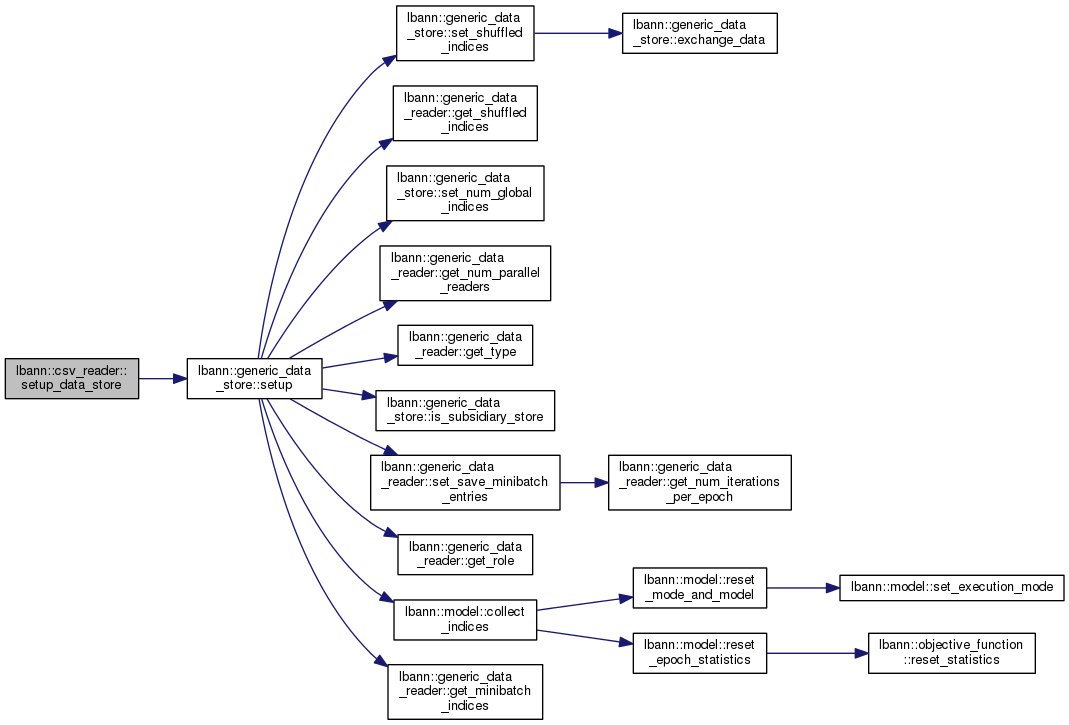 lbann::csv_reader::
setup_data_store
lbann::generic_data
_store::setup
lbann::generic_data
_store::set_shuffled
_indices
lbann::generic_data
_store::exchange_data
lbann::generic_data
_reader::get_shuffled
_indices
lbann::generic_data
_store::set_num_global
_indices
lbann::generic_data
_reader::get_num_parallel
_readers
lbann::generic_data
_reader::get_type
lbann::generic_data
_store::is_subsidiary_store
lbann::generic_data
_reader::set_save_minibatch
_entries
lbann::generic_data
_reader::get_num_iterations
_per_epoch
lbann::generic_data
_reader::get_role
lbann::model::collect
_indices
lbann::model::reset
_mode_and_model
lbann::model::set_execution_mode
lbann::model::reset
_epoch_statistics
lbann::objective_function
::reset_statistics
lbann::generic_data
_reader::get_minibatch
_indices